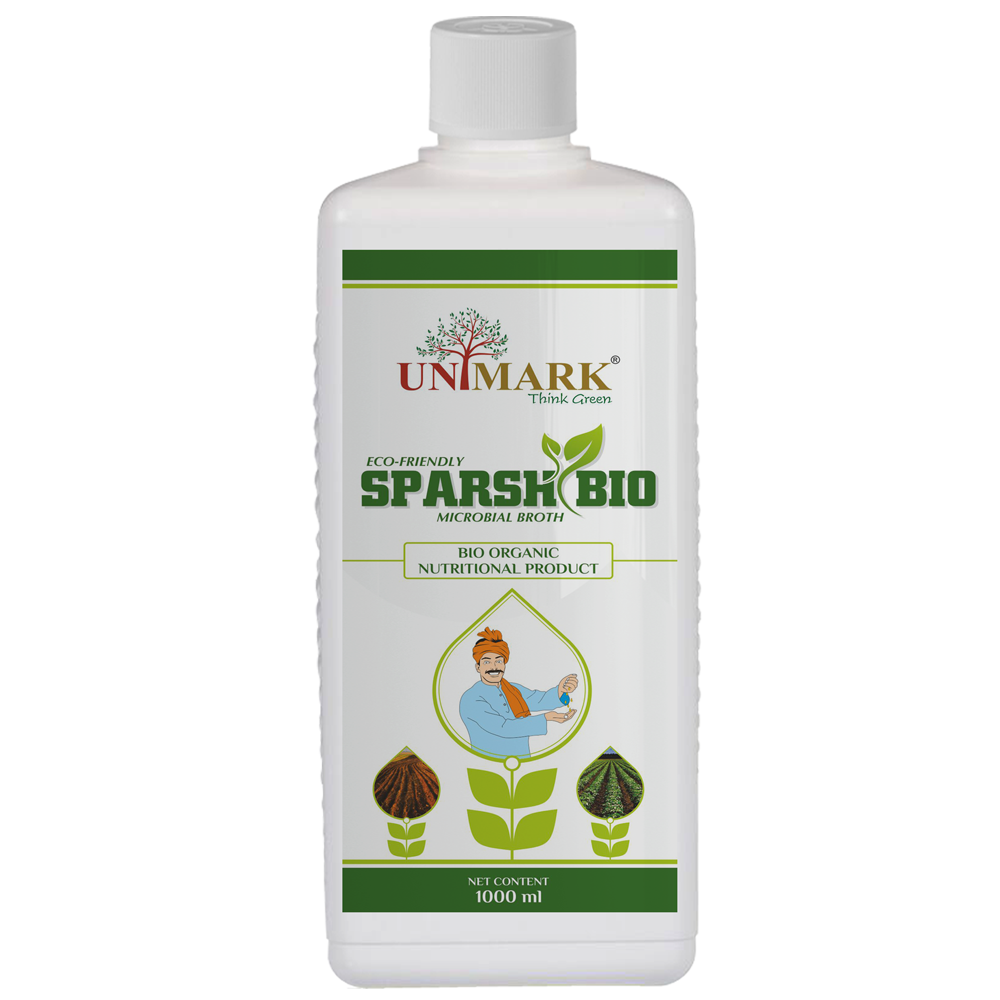 UNIMARK®
Think Green
ECO-FRIENDLY
SPARSH BIO
MICROBIAL BROTH
BIO ORGANIC
NUTRITIONAL PRODUCT
NET CONTENT
1000 ml